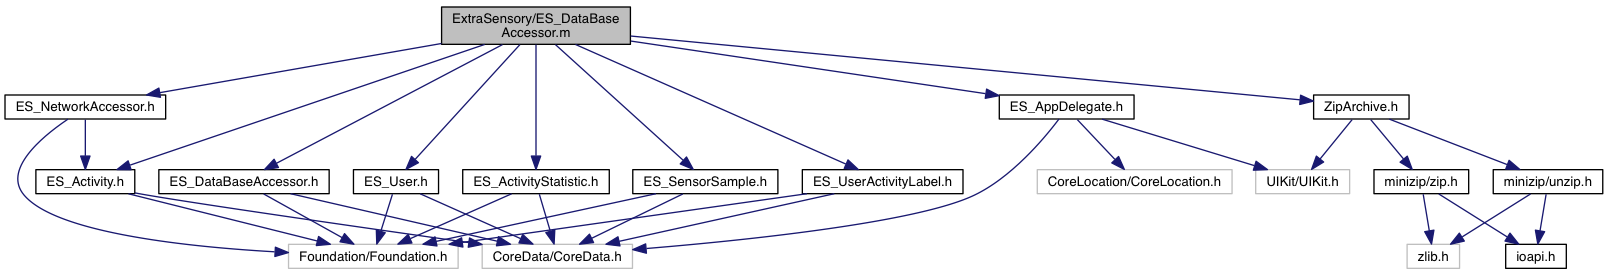 ExtraSensory/ES_DataBase
Accessor.m
ES_NetworkAccessor.h
ES_AppDelegate.h
ZipArchive.h
ES_Activity.h
ES_DataBaseAccessor.h
ES_User.h
ES_ActivityStatistic.h
ES_SensorSample.h
ES_UserActivityLabel.h
CoreLocation/CoreLocation.h
UIKit/UIKit.h
minizip/zip.h
minizip/unzip.h
Foundation/Foundation.h
CoreData/CoreData.h
zlib.h
ioapi.h